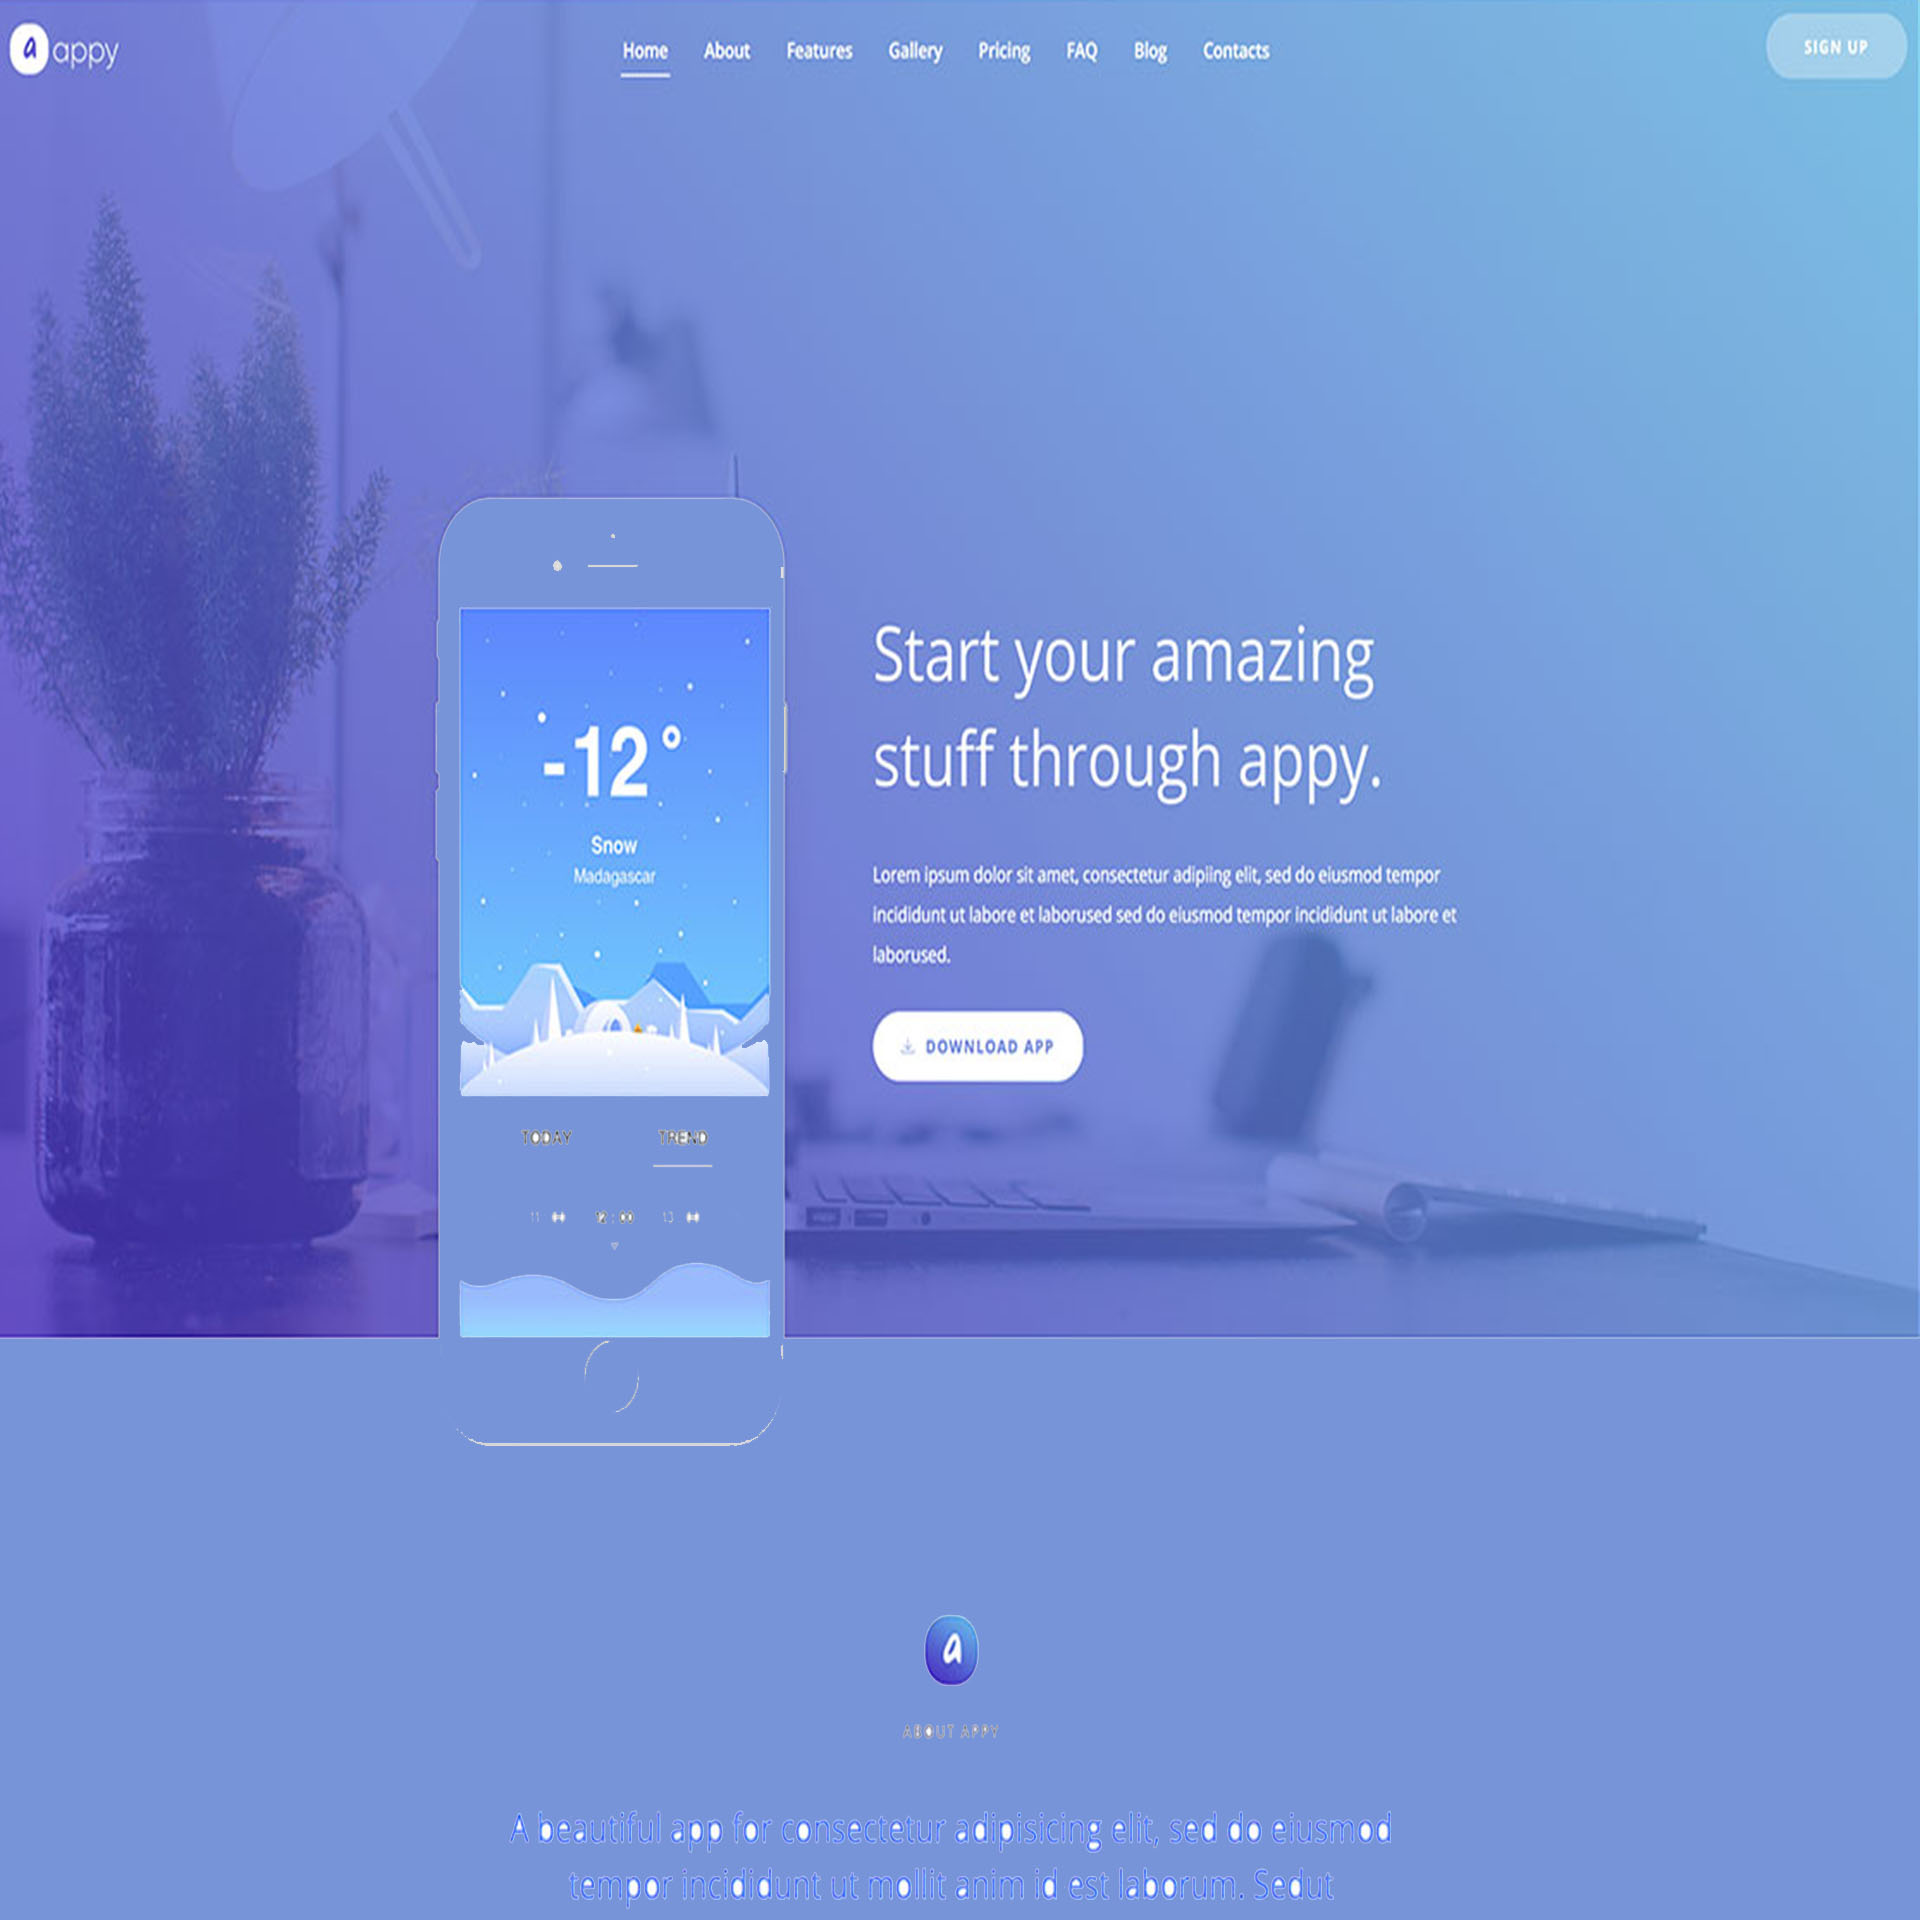 a appy
Home About Features Gallery Pricing FAQ Blog Contacts
SIGN UP
-12°
Snow
Madagascar
TODAY TREND
11 12 : 00 13
Start your amazing
stuff through appy.
Lorem ipsum dolor sit amet, consectetur adipiing elit, sed do eiusmod tempor
incididunt ut labore et laborused sed do eiusmod tempor incididunt ut labore et
laborused.
DOWNLOAD APP
a
ABOUT APPY
A beautiful app for consectetur adipisicing elit, sed do eiusmod
tempor incididunt ut mollit anim id est laborum. Sedut